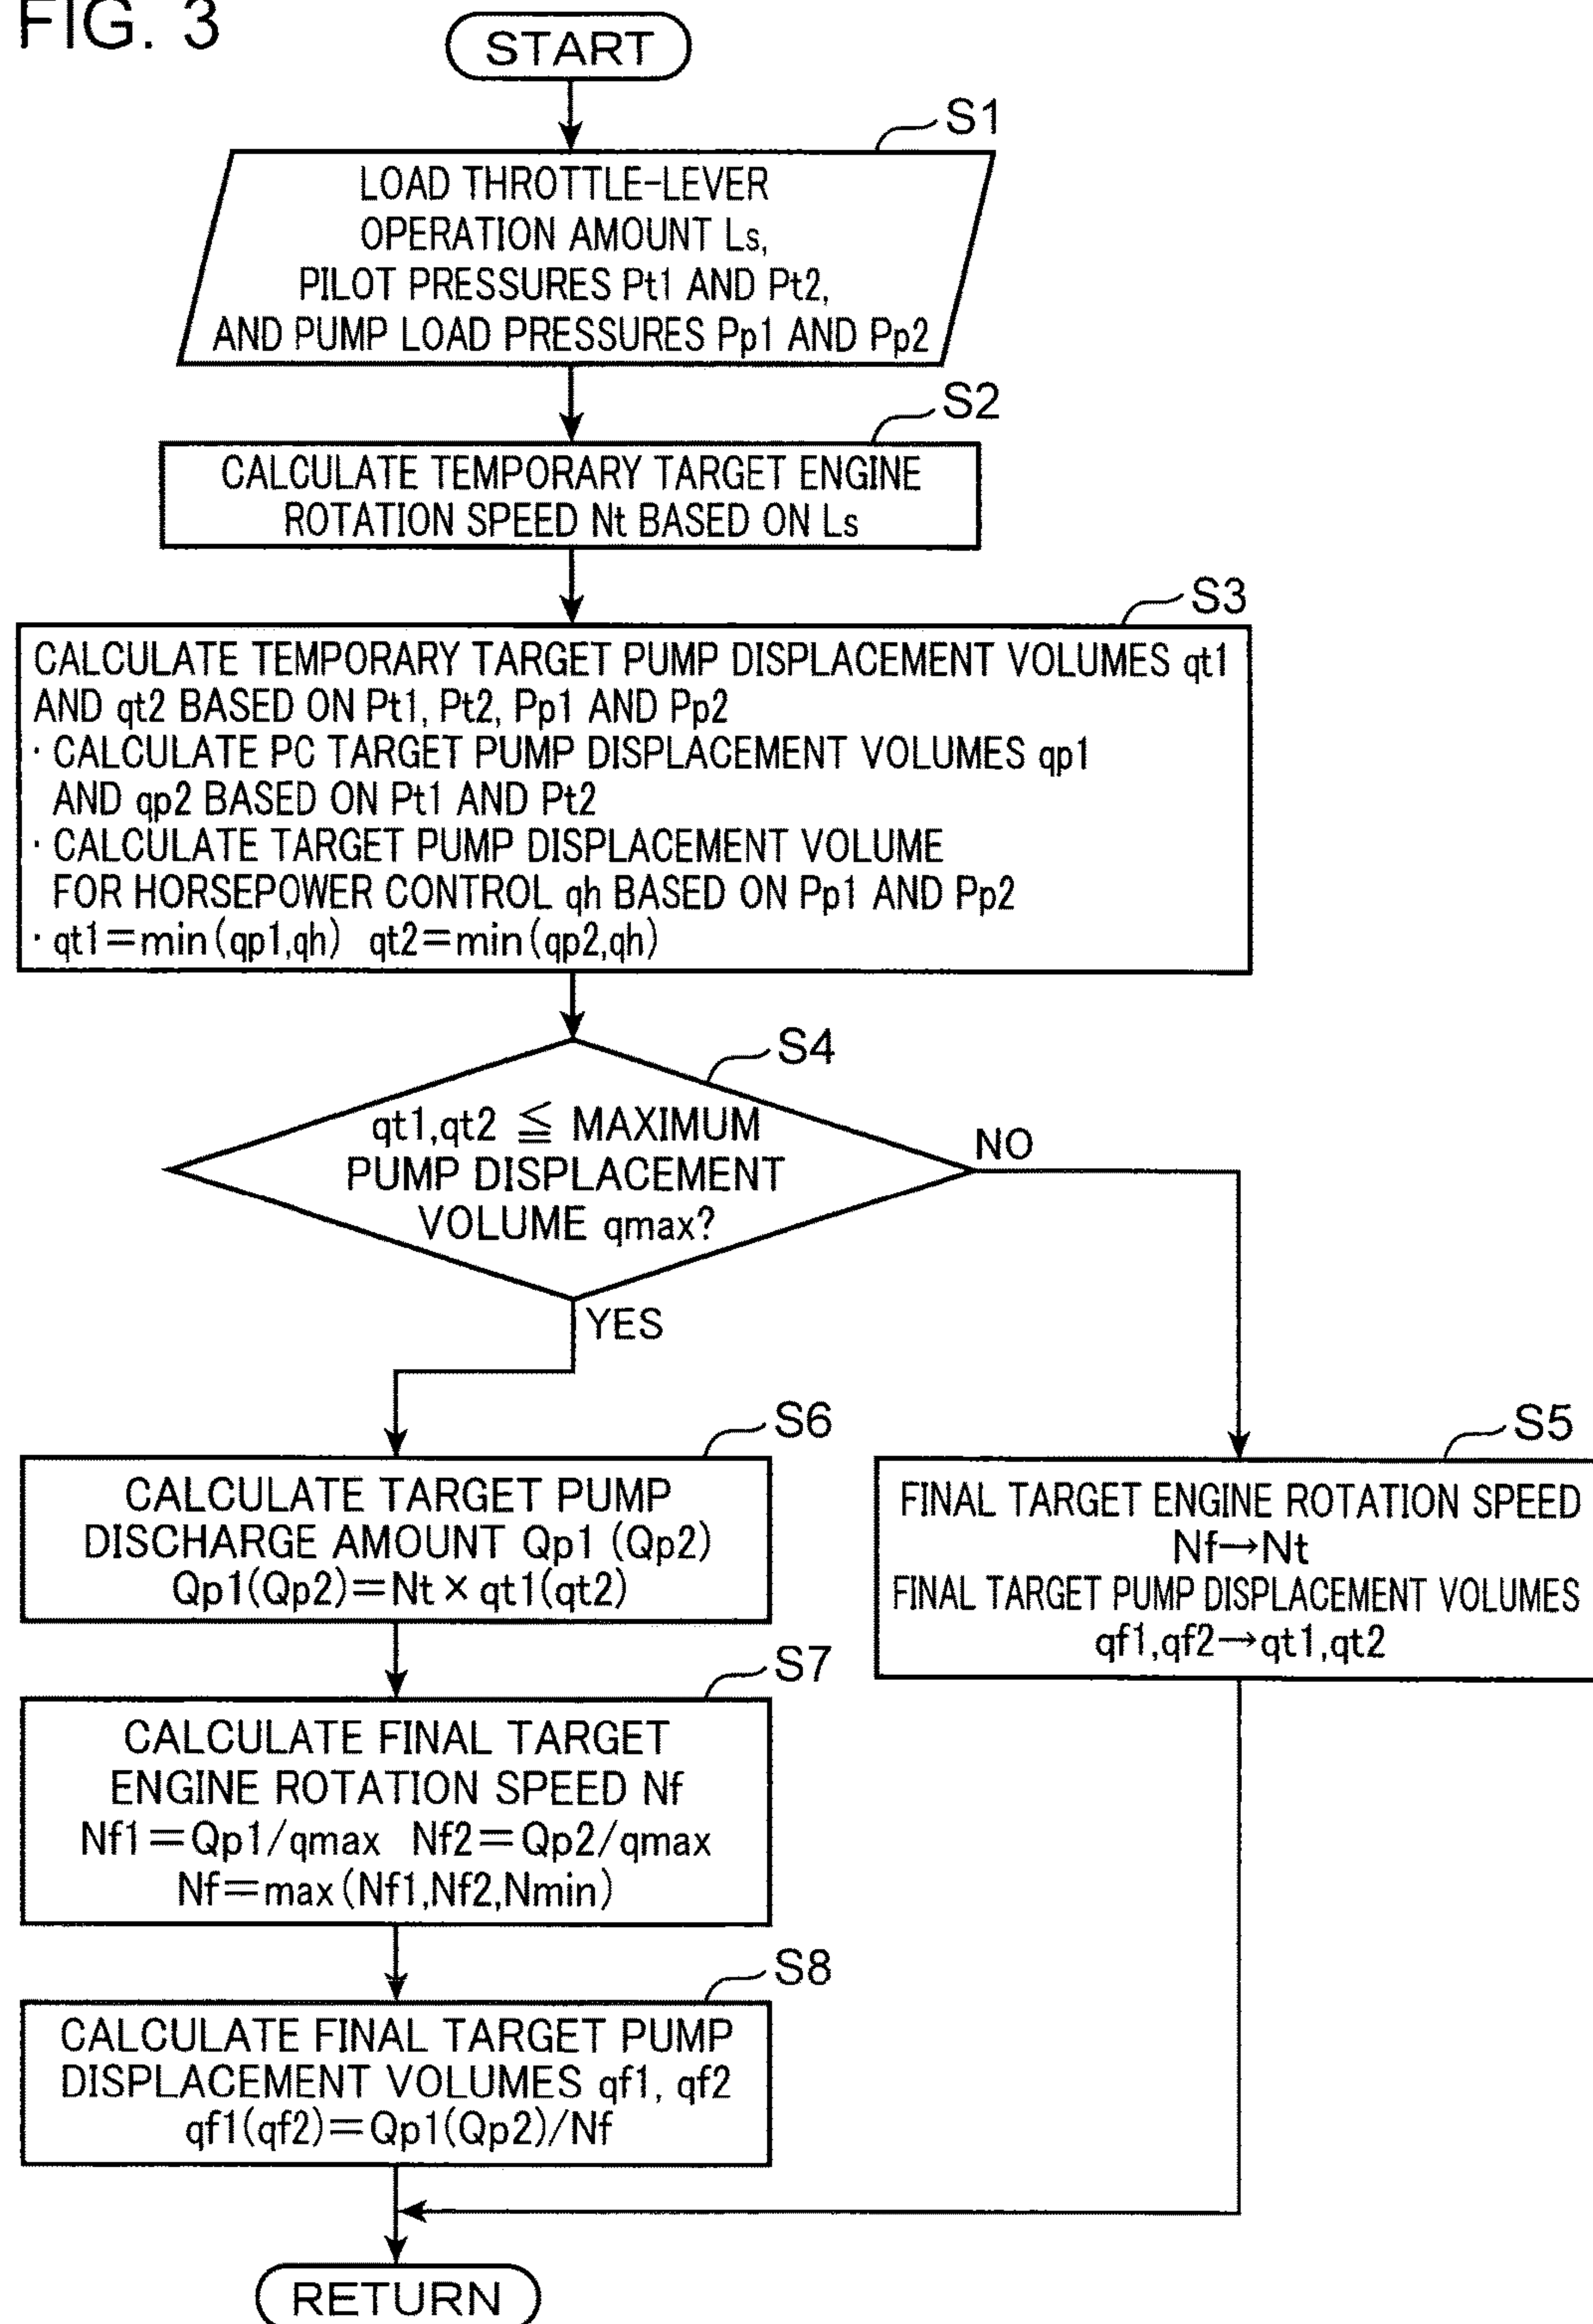 FIG. 3
START
S1
LOAD THROTTLE-LEVER
OPERATION AMOUNT Ls,
PILOT PRESSURES Pt1 AND Pt2,
AND PUMP LOAD PRESSURES Pp1 AND Pp2
S2
CALCULATE TEMPORARY TARGET ENGINE
ROTATION SPEED Nt BASED ON Ls
S3
CALCULATE TEMPORARY TARGET PUMP DISPLACEMENT VOLUMES qt1
AND qt2 BASED ON Pt1, Pt2, Pp1 AND Pp2
· CALCULATE PC TARGET PUMP DISPLACEMENT VOLUMES qp1
AND qp2 BASED ON Pt1 AND Pt2
· CALCULATE TARGET PUMP DISPLACEMENT VOLUME
FOR HORSEPOWER CONTROL qh BASED ON Pp1 AND Pp2
· qt1=min(qp1,qh) qt2=min(qp2,qh)
S4
qt1,qt2 ≦ MAXIMUM
PUMP DISPLACEMENT
VOLUME qmax?
NO
YES
S6
CALCULATE TARGET PUMP
DISCHARGE AMOUNT Qp1 (Qp2)
Qp1(Qp2)=Nt×qt1(qt2)
S5
FINAL TARGET ENGINE ROTATION SPEED
Nf→Nt
FINAL TARGET PUMP DISPLACEMENT VOLUMES
qf1,qf2→qt1,qt2
S7
CALCULATE FINAL TARGET
ENGINE ROTATION SPEED Nf
Nf1=Qp1/qmax Nf2=Qp2/qmax
Nf=max(Nf1,Nf2,Nmin)
S8
CALCULATE FINAL TARGET PUMP
DISPLACEMENT VOLUMES qf1, qf2
qf1(qf2)=Qp1(Qp2)/Nf
RETURN